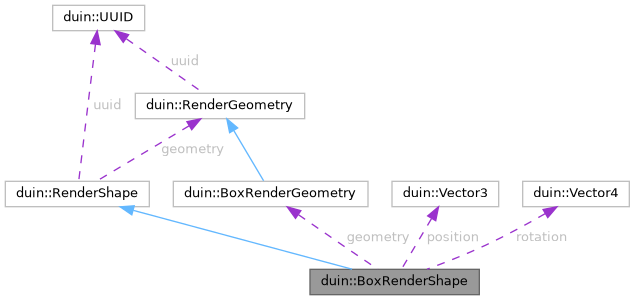 duin::UUID
uuid
duin::RenderGeometry
uuid
geometry
duin::RenderShape
duin::BoxRenderGeometry
duin::Vector3
duin::Vector4
geometry
position
rotation
duin::BoxRenderShape